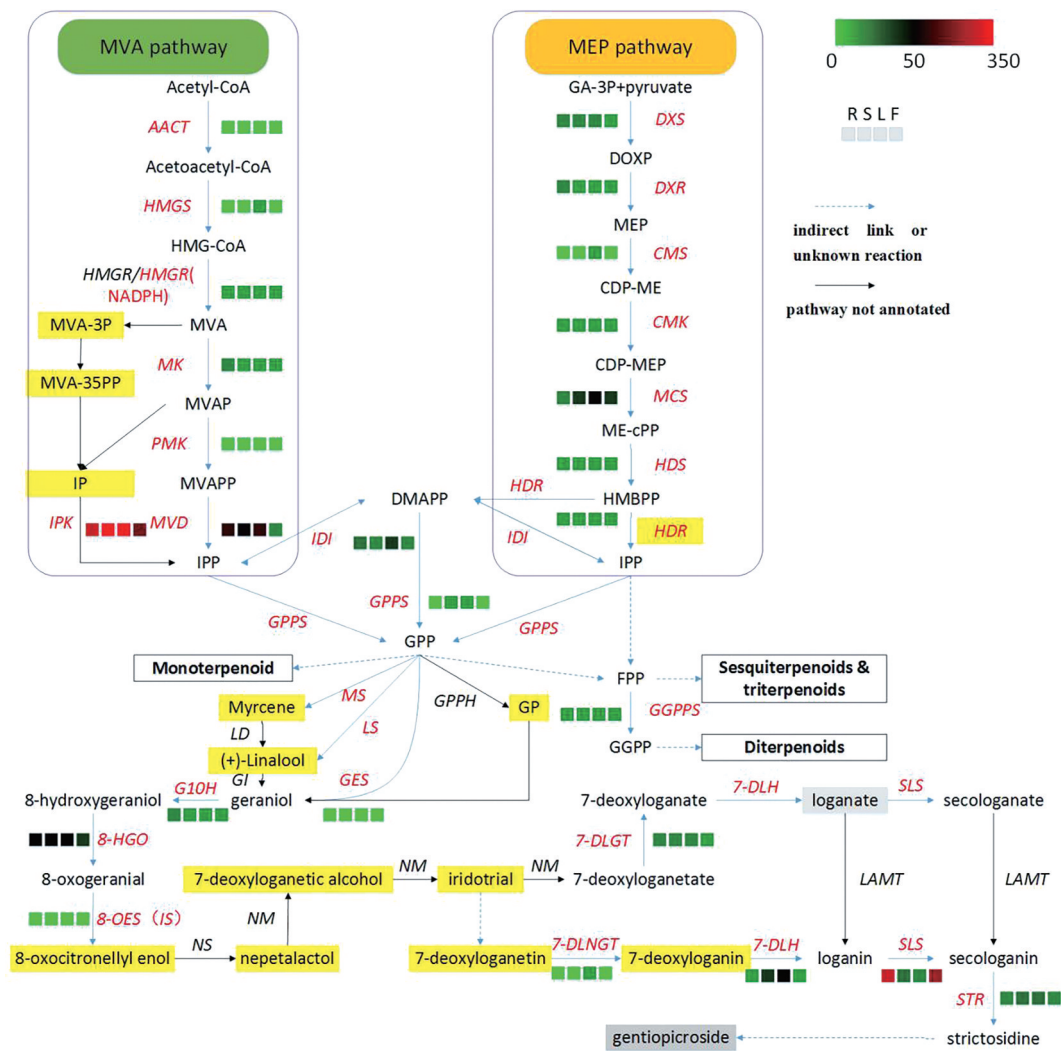 MVA pathway
MEP pathway
0 50 350
R S L F
indirect link or
unknown reaction
pathway not annotated
Acetyl-CoA
AACT
Acetoacetyl-CoA
HMGS
HMG-CoA
HMGR/HMGR(
NADPH)
MVA-3P
MVA
MK
MVA-35PP
MVAP
PMK
IP
MVAPP
IPK
MVD
IPP
GA-3P+pyruvate
DXS
DOXP
DXR
MEP
CMS
CDP-ME
CMK
CDP-MEP
MCS
ME-cPP
HDS
HMBPP
HDR
HDR
IPP
DMAPP
IDI
IDI
GPPS
GPPS
GPPS
GPP
Monoterpenoid
FPP
Sesquiterpenoids &
triterpenoids
GGPPS
GGPP
Diterpenoids
MS
Myrcene
GPPH
GP
LD
LS
(+)-Linalool
GI
GES
G10H
8-hydroxygeraniol
geraniol
8-HGO
8-oxogeranial
8-OES（IS）
8-oxocitronellyl enol
NS
nepetalactol
NM
7-deoxyloganetic alcohol
NM
iridotrial
NM
7-deoxyloganetate
7-DLGT
7-deoxyloganate
7-DLH
loganate
SLS
secologanate
LAMT
LAMT
7-deoxyloganetin
7-DLNGT
7-deoxyloganin
7-DLH
loganin
SLS
secologanin
STR
strictosidine
gentiopicroside